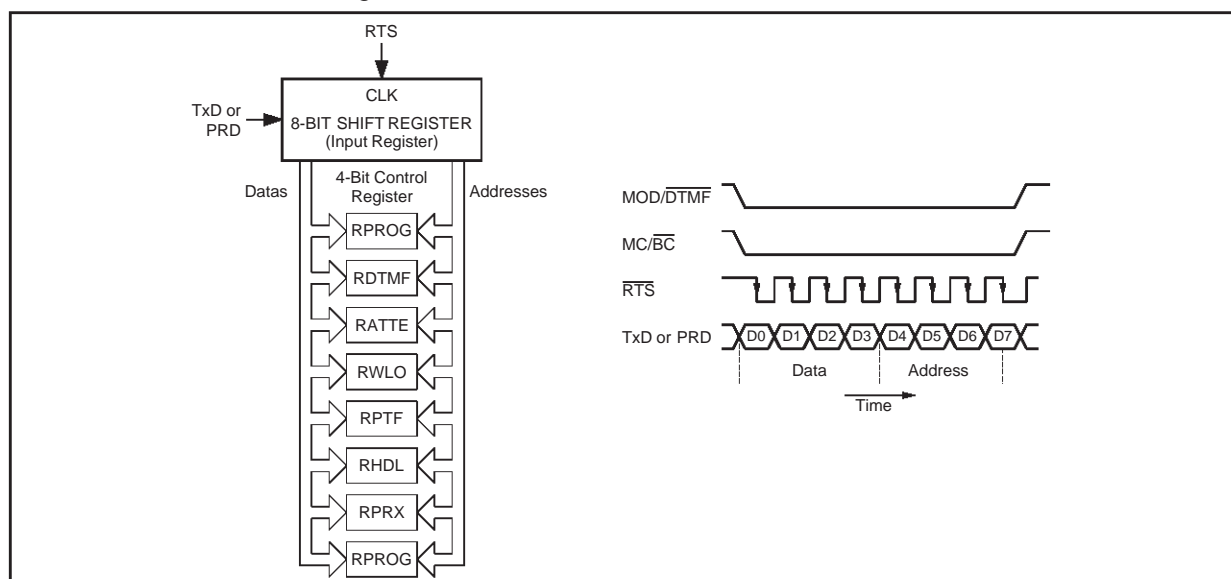 RTS
CLK
8-BIT SHIFT REGISTER
(Input Register)
TxD or
PRD
Datas
4-Bit Control
Register
Addresses
RPROG
RDTMF
RATTE
RWLO
RPTF
RHDL
RPRX
RPROG
MOD/DTMF
MC/BC
RTS
TxD or PRD
D0 D1 D2 D3 D4 D5 D6 D7
Data Address
Time